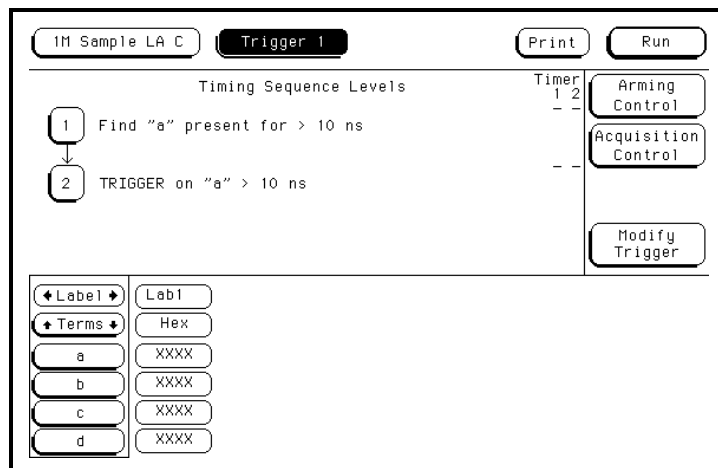 1M Sample LA C Trigger 1 Print Run
Timing Sequence Levels
Timer
1 2
- -
1 Find "a" present for > 10 ns
- -
2 TRIGGER on "a" > 10 ns
Arming
Control
Acquisition
Control
Modify
Trigger
←Label→ Lab1
↑Terms↓ Hex
a XXXX
b XXXX
c XXXX
d XXXX